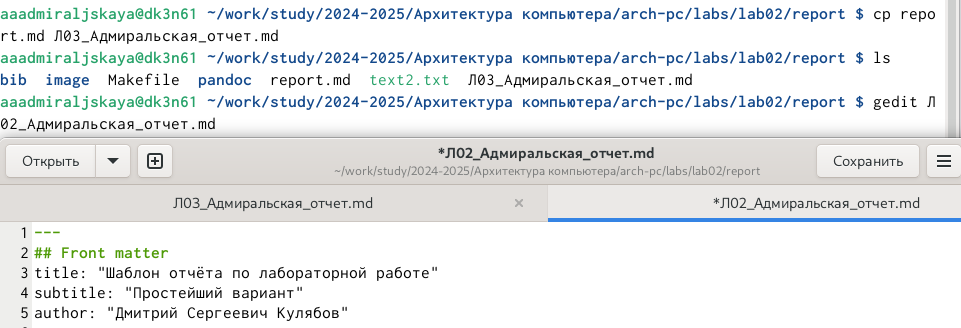 aaadmiraljskaya@dk3n61 ~/work/study/2024-2025/Архитектура компьютера/arch-pc/labs/lab02/report $ cp repo
rt.md Л03_Адмиральская_отчет.md
aaadmiraljskaya@dk3n61 ~/work/study/2024-2025/Архитектура компьютера/arch-pc/labs/lab02/report $ ls
bib image Makefile pandoc report.md text2.txt Л03_Адмиральская_отчет.md
aaadmiraljskaya@dk3n61 ~/work/study/2024-2025/Архитектура компьютера/arch-pc/labs/lab02/report $ gedit Л
02_Адмиральская_отчет.md
Открыть
*Л02_Адмиральская_отчет.md
~/work/study/2024-2025/Архитектура компьютера/arch-pc/labs/lab02/report
Сохранить
Л03_Адмиральская_отчет.md × *Л02_Адмиральская_отчет.md
1 ---
2 ## Front matter
3 title: "Шаблон отчёта по лабораторной работе"
4 subtitle: "Простейший вариант"
5 author: "Дмитрий Сергеевич Кулябов"